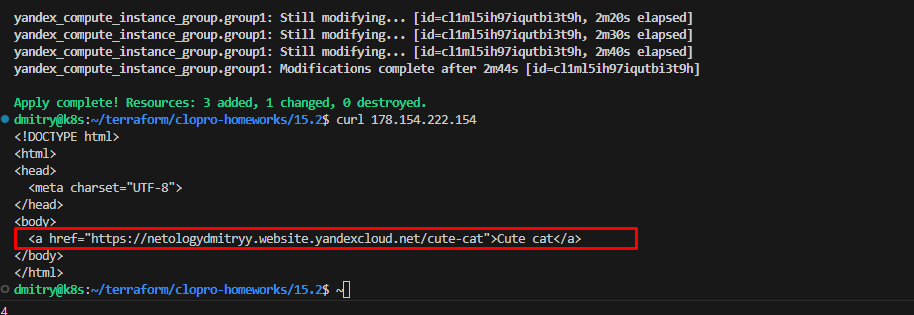 yandex_compute_instance_group.group1: Still modifying... [id=cl1ml5ih97iqutbi3t9h, 2m20s elapsed]
yandex_compute_instance_group.group1: Still modifying... [id=cl1ml5ih97iqutbi3t9h, 2m30s elapsed]
yandex_compute_instance_group.group1: Still modifying... [id=cl1ml5ih97iqutbi3t9h, 2m40s elapsed]
yandex_compute_instance_group.group1: Modifications complete after 2m44s [id=cl1ml5ih97iqutbi3t9h]
Apply complete! Resources: 3 added, 1 changed, 0 destroyed.
dmitry@k8s:~/terraform/clopro-homeworks/15.2$ curl 178.154.222.154
<!DOCTYPE html>
<html>
<head>
  <meta charset="UTF-8">
</head>
<body>
  <a href="https://netologydmitryy.website.yandexcloud.net/cute-cat">Cute cat</a>
</body>
</html>
dmitry@k8s:~/terraform/clopro-homeworks/15.2$ ~
4